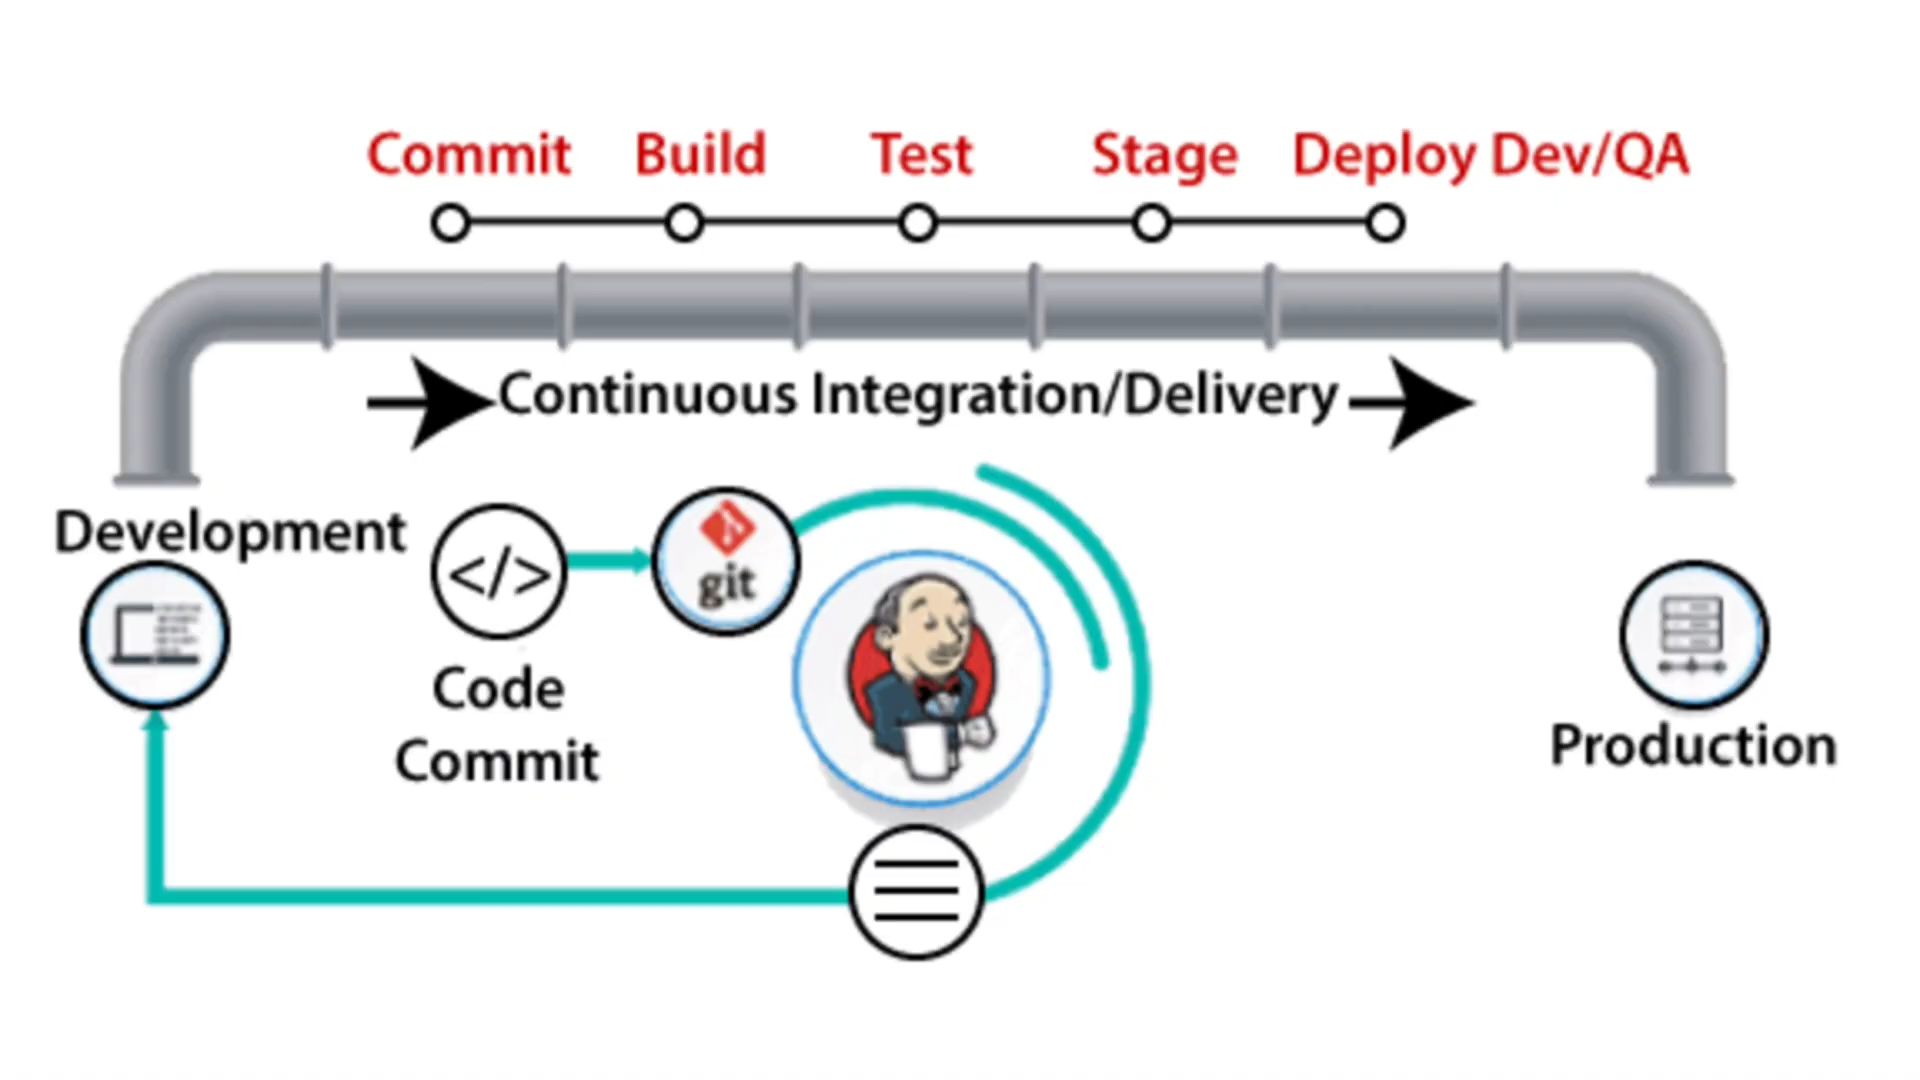 Commit Build Test Stage Deploy Dev/QA
Continuous Integration/Delivery
Development
</>
git
Code
Commit
Production